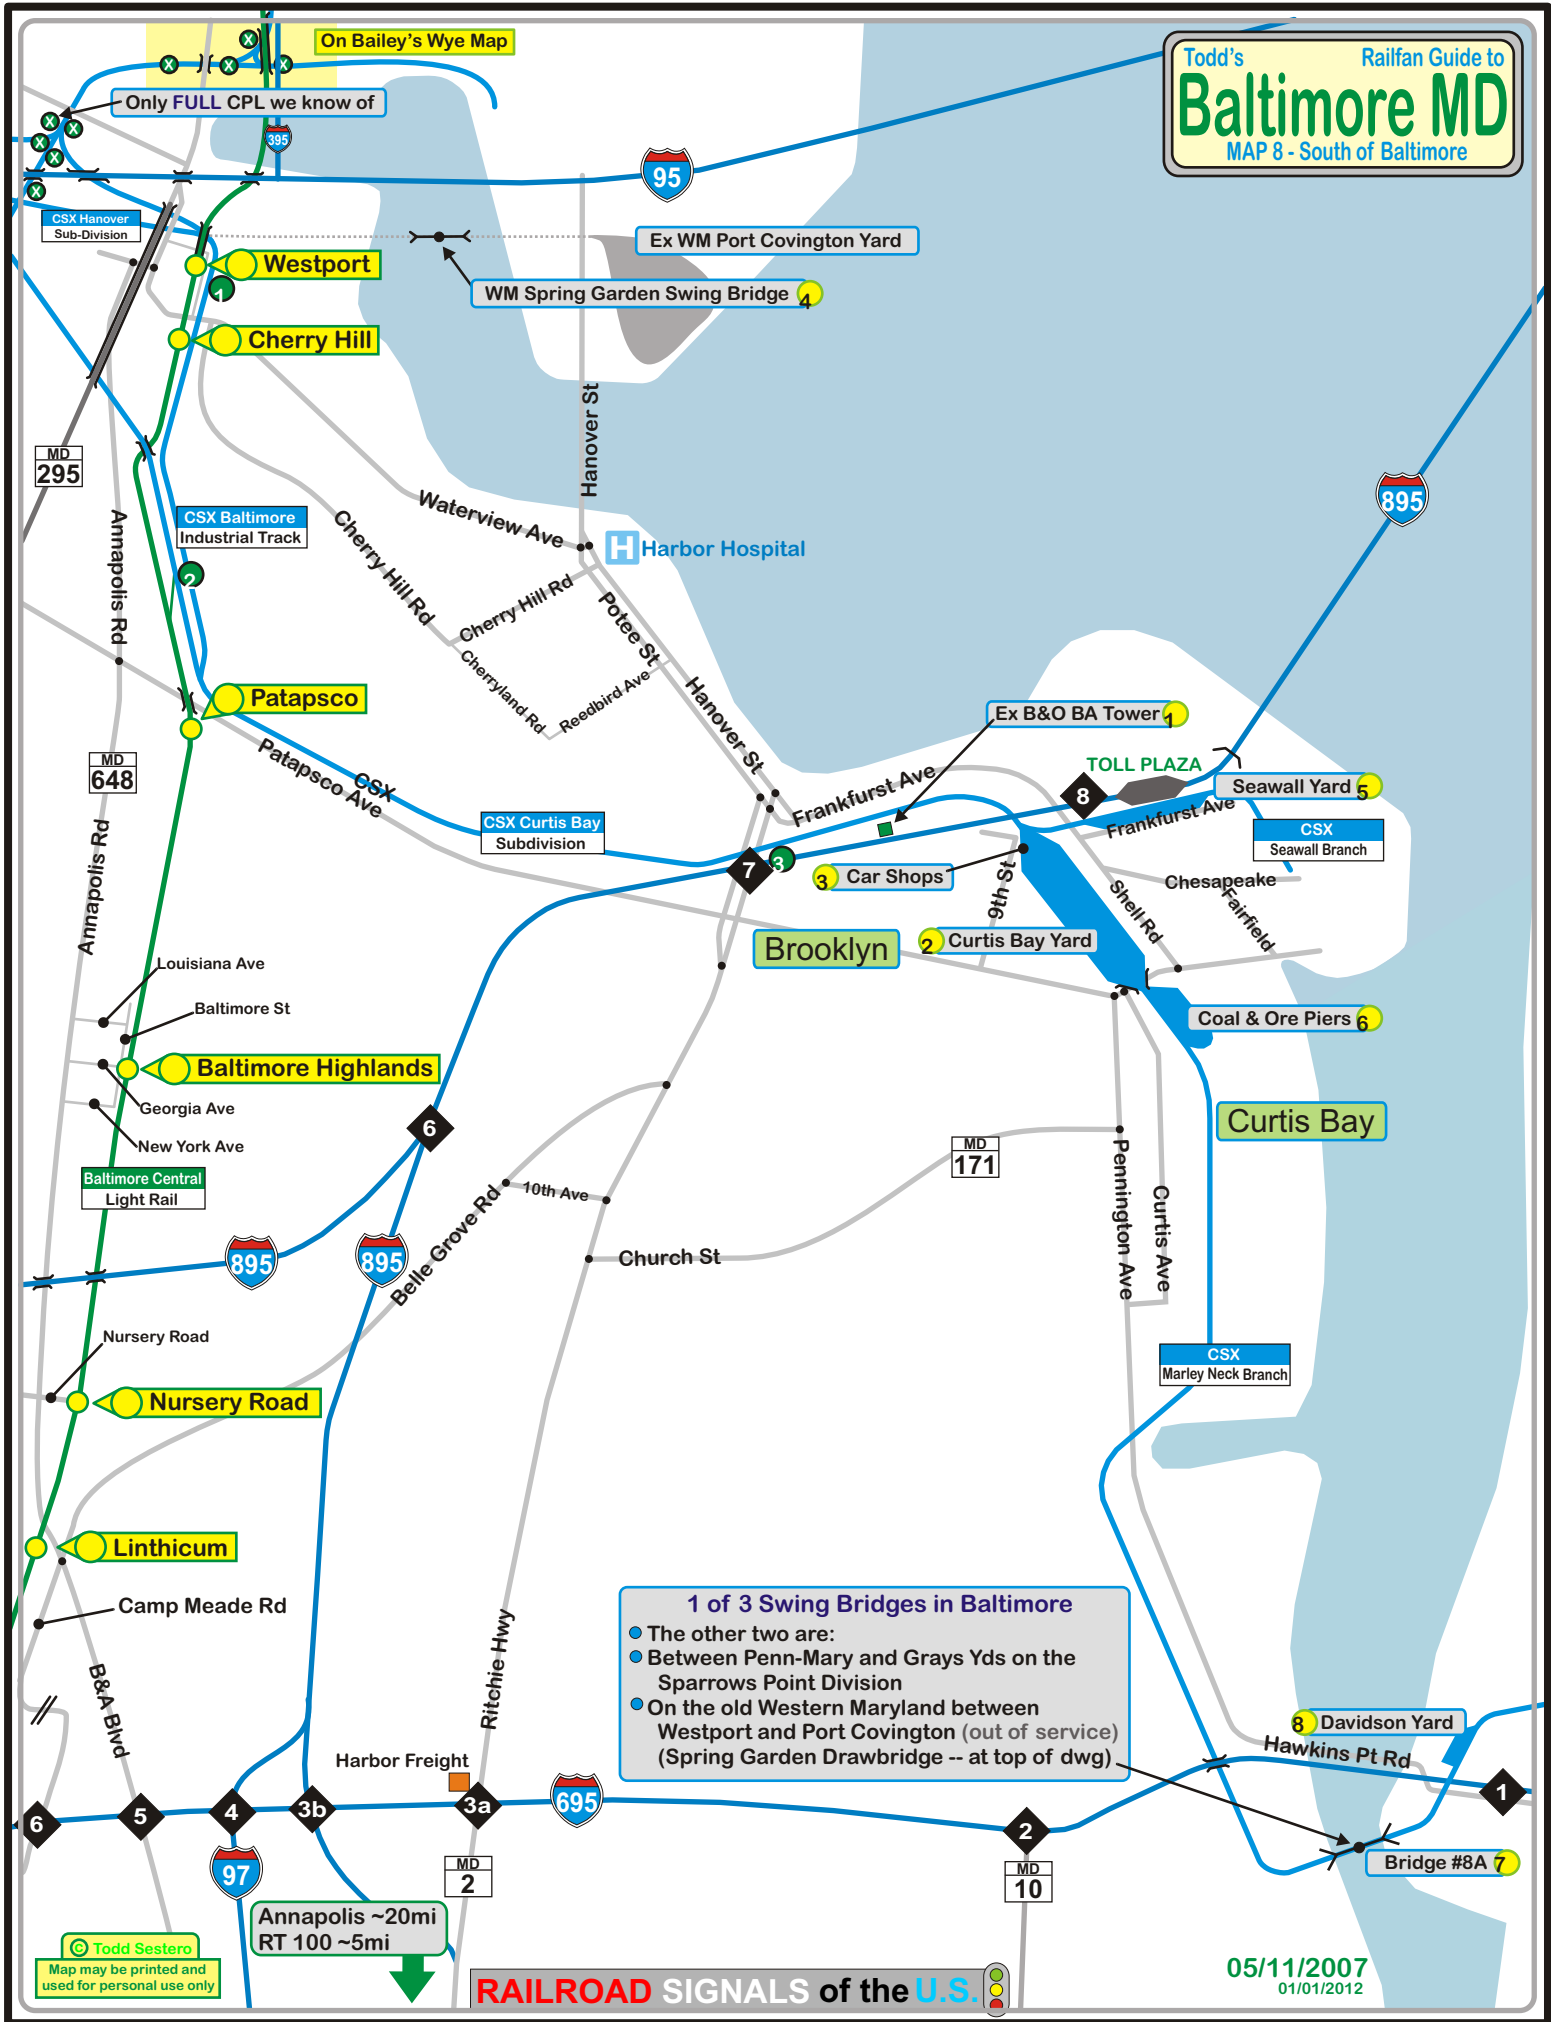 On Bailey's Wye Map
Todd's
Railfan Guide to
Baltimore MD
MAP 8 - South of Baltimore
X
X
X
X
Only FULL CPL we know of
X
X
X
X
X
395
95
CSX Hanover
Sub-Division
Ex WM Port Covington Yard
Westport
1
WM Spring Garden Swing Bridge 4
Cherry Hill
Hanover St
MD
295
895
Waterview Ave
CSX Baltimore
Industrial Track
Annapolis Rd
Cherry Hill Rd
H Harbor Hospital
2
Cherry Hill Rd
Potee St
Cherryland Rd
Reedbird Ave
Patapsco
Hanover St
Ex B&O BA Tower 1
Patapsco Ave
CSX
MD
648
TOLL PLAZA
8
Seawall Yard 5
Frankfurst Ave
Frankfurst Ave
CSX Curtis Bay
Subdivision
CSX
Seawall Branch
7
3
3 Car Shops
9th St
Shell Rd
Chesapeake
Fairfield
Annapolis Rd
Brooklyn
2 Curtis Bay Yard
Louisiana Ave
Baltimore St
Coal & Ore Piers 6
Baltimore Highlands
Georgia Ave
New York Ave
6
Curtis Bay
MD
171
Baltimore Central
Light Rail
10th Ave
Belle Grove Rd
Pennington Ave
Curtis Ave
895
895
Church St
Nursery Road
CSX
Marley Neck Branch
Nursery Road
Linthicum
Camp Meade Rd
B&A Blvd
Ritchie Hwy
1 of 3 Swing Bridges in Baltimore
The other two are:
Between Penn-Mary and Grays Yds on the
Sparrows Point Division
On the old Western Maryland between
Westport and Port Covington (out of service)
(Spring Garden Drawbridge -- at top of dwg)
8 Davidson Yard
Hawkins Pt Rd
Harbor Freight
6
5
4
3b
3a
695
2
1
Bridge #8A 7
97
MD
2
MD
10
Annapolis ~20mi
RT 100 ~5mi
© Todd Sestero
Map may be printed and
used for personal use only
RAILROAD SIGNALS of the U.S.
05/11/2007
01/01/2012